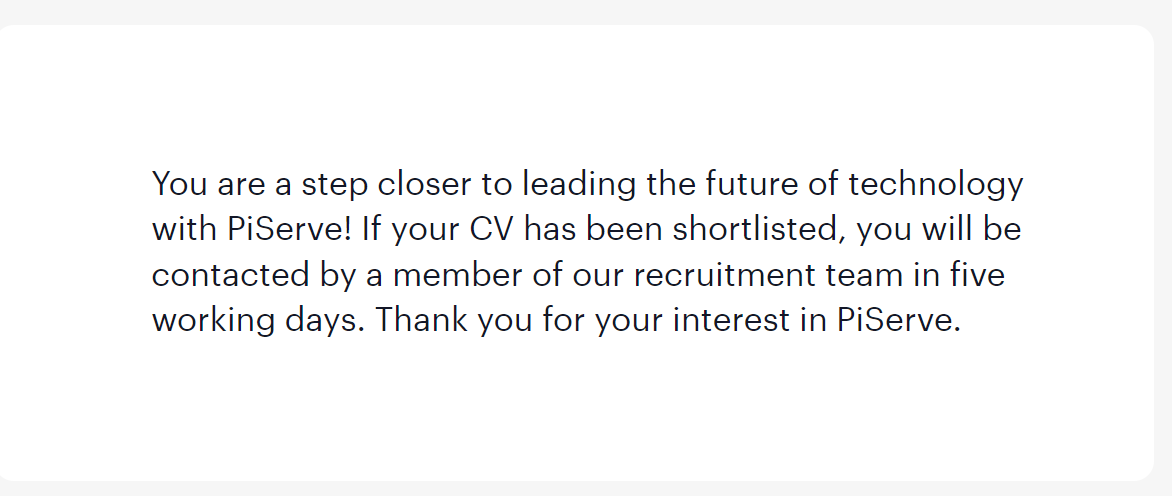 You are a step closer to leading the future of technology
with PiServe! If your CV has been shortlisted, you will be
contacted by a member of our recruitment team in five
working days. Thank you for your interest in PiServe.